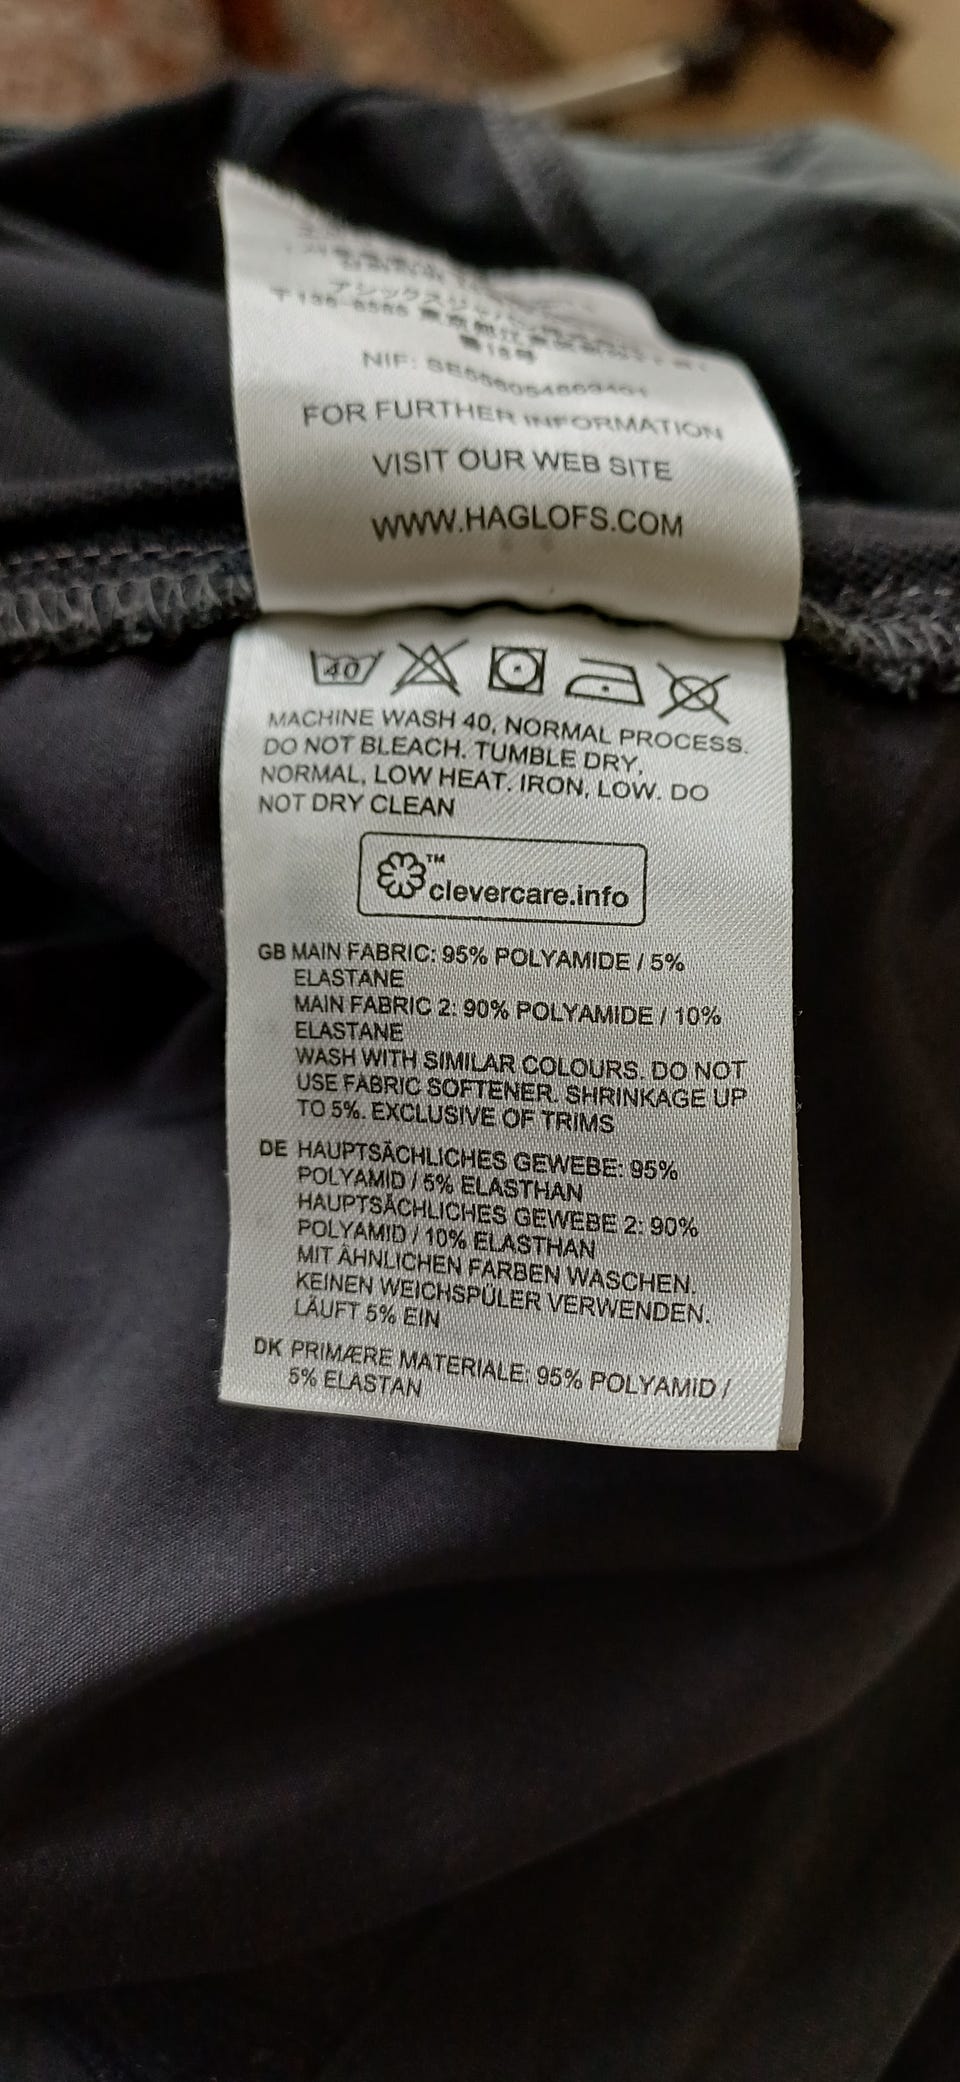 NIF:
FOR FURTHER INFORMATION
VISIT OUR WEB SITE
WWW.HAGLOFS.COM
40
MACHINE WASH 40, NORMAL PROCESS.
DO NOT BLEACH. TUMBLE DRY,
NORMAL, LOW HEAT. IRON, LOW. DO
NOT DRY CLEAN
™
clevercare.info
GB MAIN FABRIC: 95% POLYAMIDE / 5%
ELASTANE
MAIN FABRIC 2: 90% POLYAMIDE / 10%
ELASTANE
WASH WITH SIMILAR COLOURS. DO NOT
USE FABRIC SOFTENER. SHRINKAGE UP
TO 5%. EXCLUSIVE OF TRIMS
DE HAUPTSÄCHLICHES GEWEBE: 95%
POLYAMID / 5% ELASTHAN
HAUPTSÄCHLICHES GEWEBE 2: 90%
POLYAMID / 10% ELASTHAN
MIT ÄHNLICHEN FARBEN WASCHEN.
KEINEN WEICHSPÜLER VERWENDEN.
LÄUFT 5% EIN
DK PRIMÆRE MATERIALE: 95% POLYAMID /
5% ELASTAN